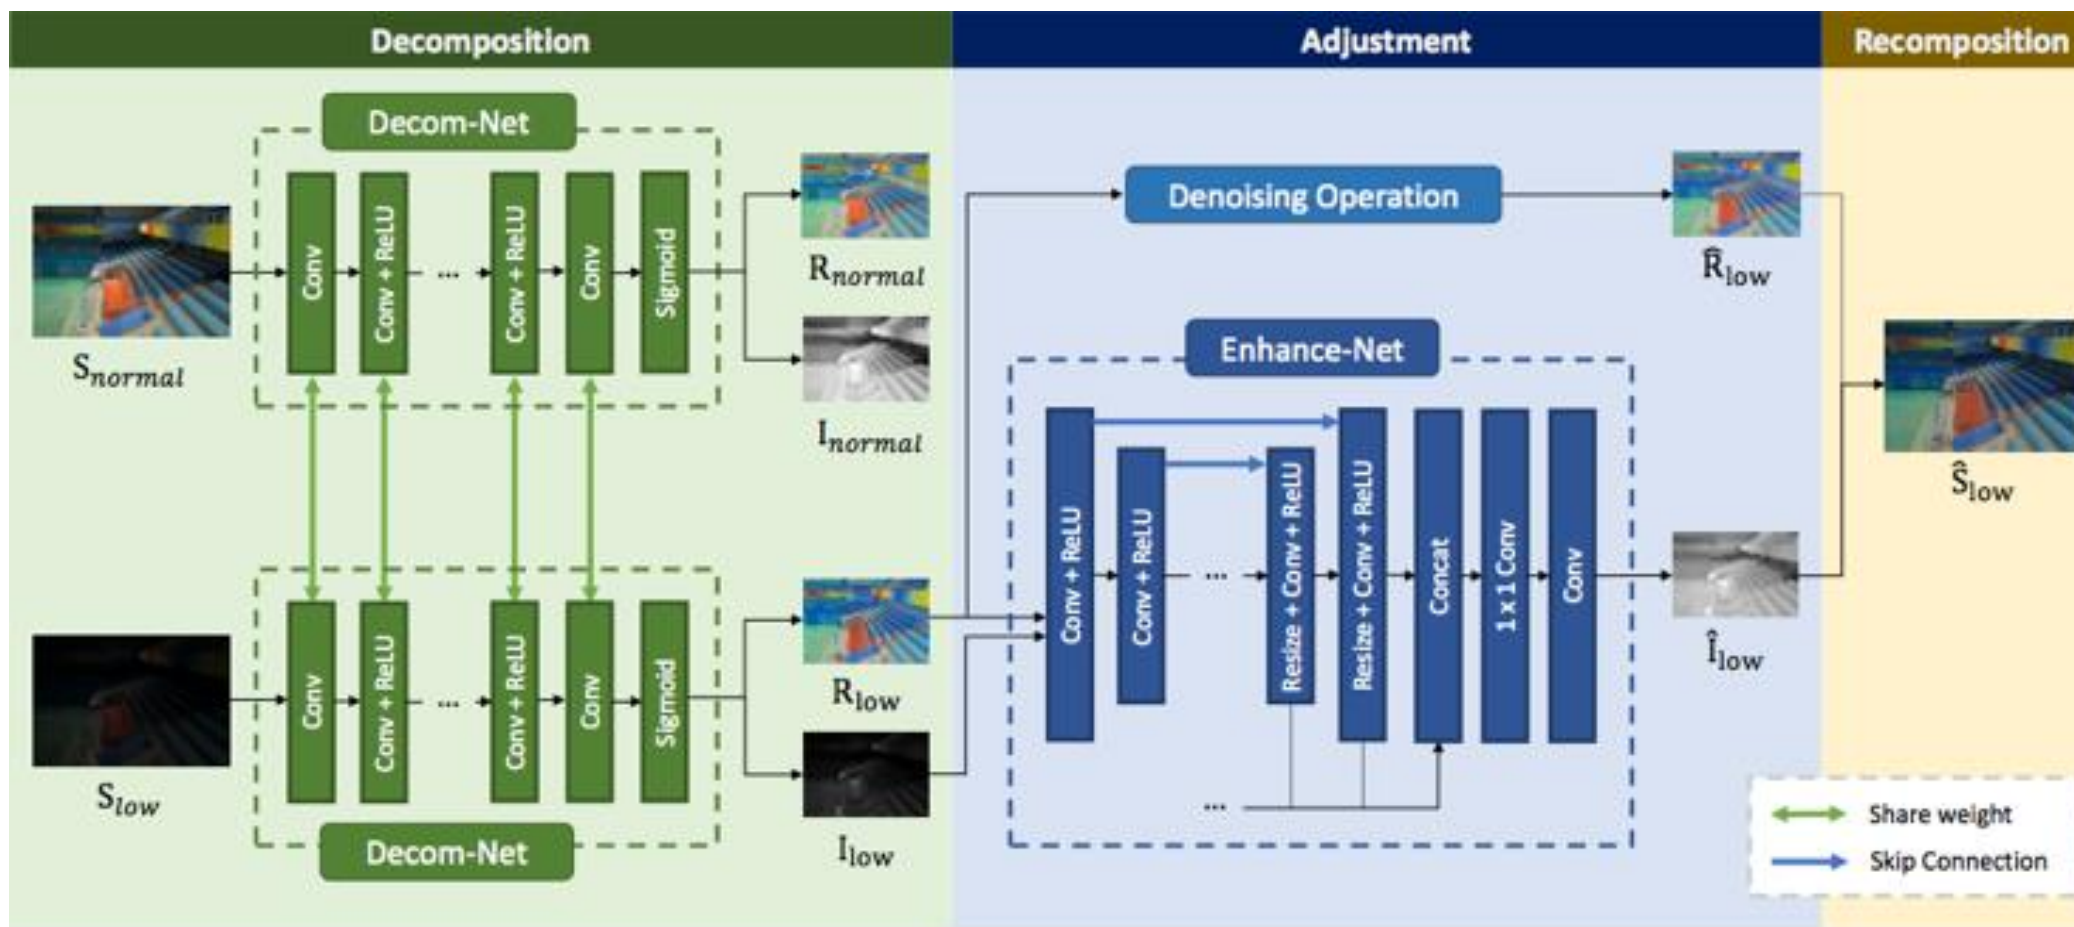 Decomposition
Adjustment
Recomposition
Decom-Net
Conv
Conv + ReLU
...
Conv + ReLU
Conv
Sigmoid
S_normal
R_normal
I_normal
Denoising Operation
R̂_low
Enhance-Net
Conv + ReLU
Conv + ReLU
...
Resize + Conv + ReLU
Resize + Conv + ReLU
Concat
1 x 1 Conv
Conv
...
Î_low
Ŝ_low
Conv
Conv + ReLU
...
Conv + ReLU
Conv
Sigmoid
S_low
R_low
I_low
Decom-Net
Share weight
Skip Connection